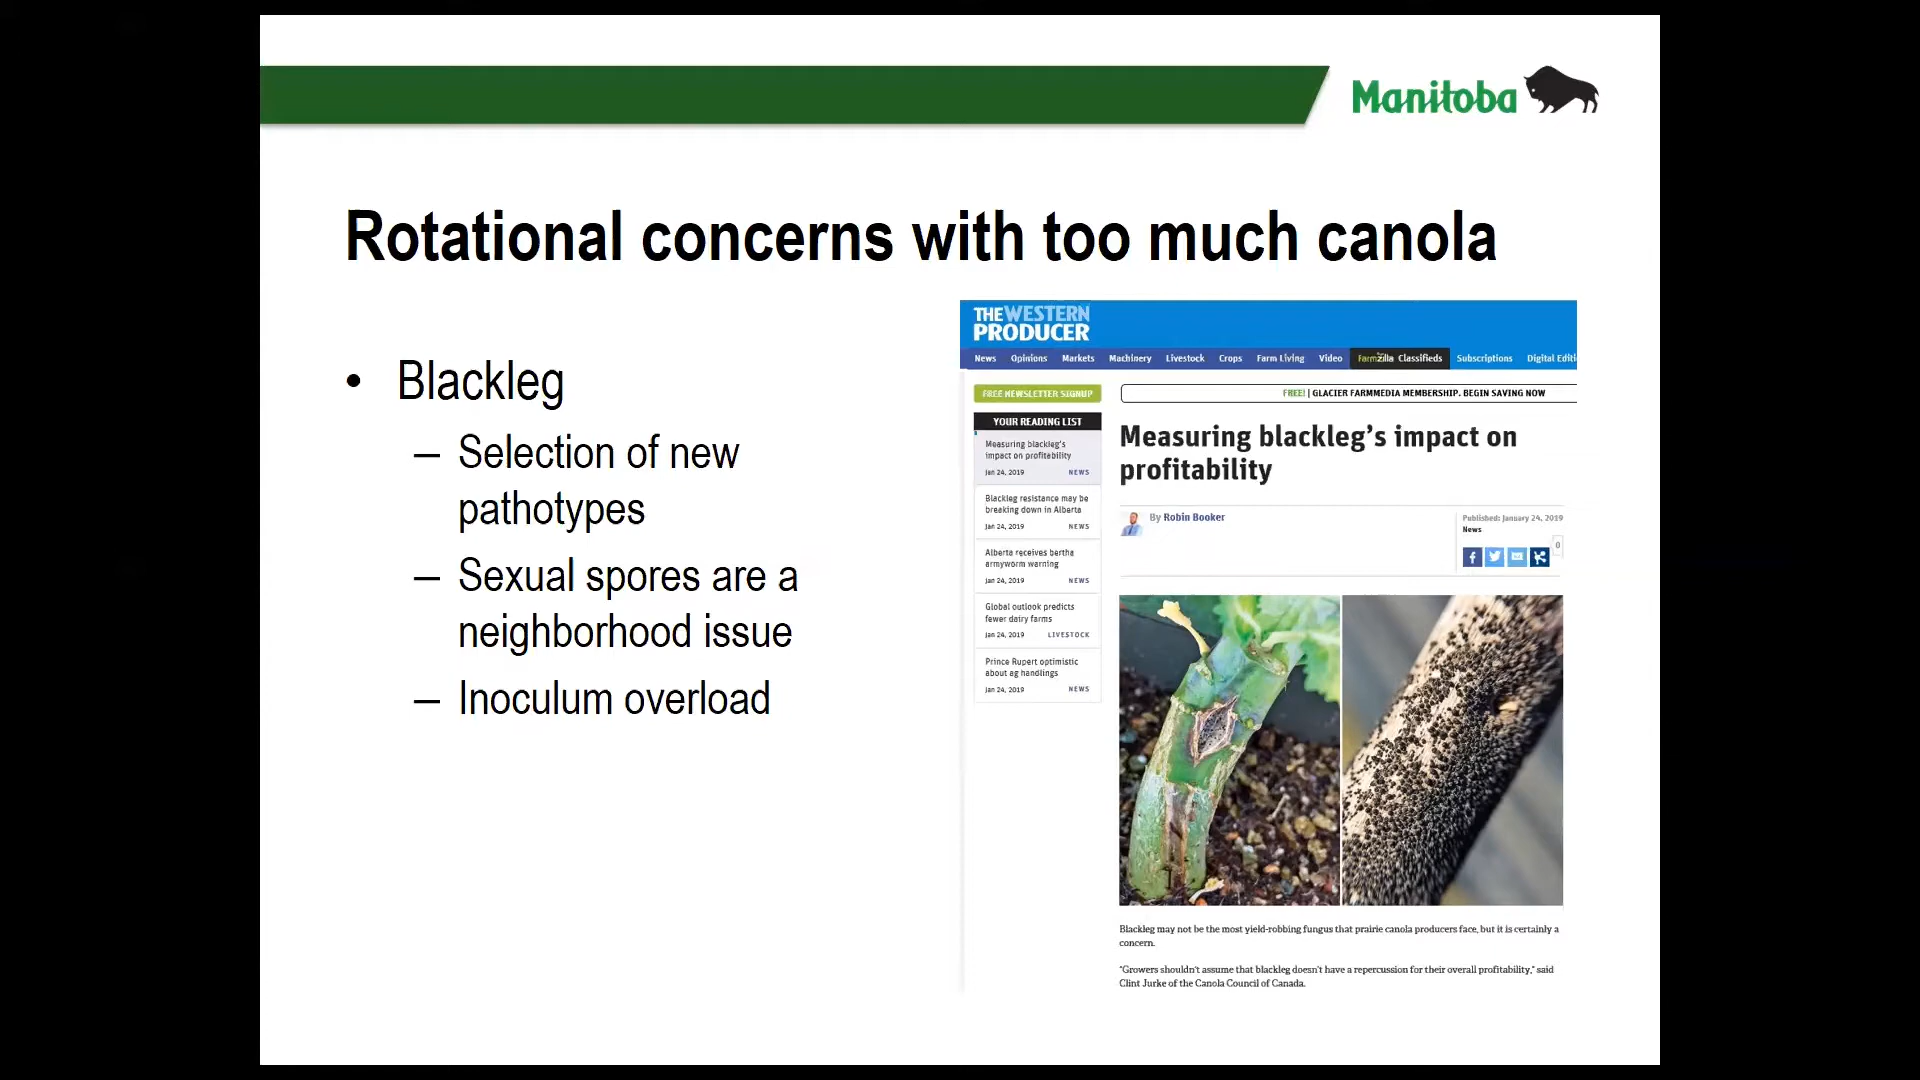 Manitoba
Rotational concerns with too much canola
• Blackleg
– Selection of new
pathotypes
– Sexual spores are a
neighborhood issue
– Inoculum overload
THE WESTERN
PRODUCER
News Opinions Markets Machinery Livestock Crops Farm Living Video Farmzilla Classifieds Subscriptions Digital Editi
FREE NEWSLETTER SIGNUP
FREE! | GLACIER FARMMEDIA MEMBERSHIP. BEGIN SAVING NOW
YOUR READING LIST
Measuring blackleg's
impact on profitability
Jan 24, 2019 NEWS
Blackleg resistance may be
breaking down in Alberta
Jan 24, 2019 NEWS
Alberta receives bertha
armyworm warning
Jan 24, 2019 NEWS
Global outlook predicts
fewer dairy farms
Jan 24, 2019 LIVESTOCK
Prince Rupert optimistic
about ag handlings
Jan 24, 2019 NEWS
Measuring blackleg's impact on
profitability
By Robin Booker
Published: January 24, 2019
News
0
Blackleg may not be the most yield-robbing fungus that prairie canola producers face, but it is certainly a
concern.
"Growers shouldn't assume that blackleg doesn't have a repercussion for their overall profitability," said
Clint Jurke of the Canola Council of Canada.